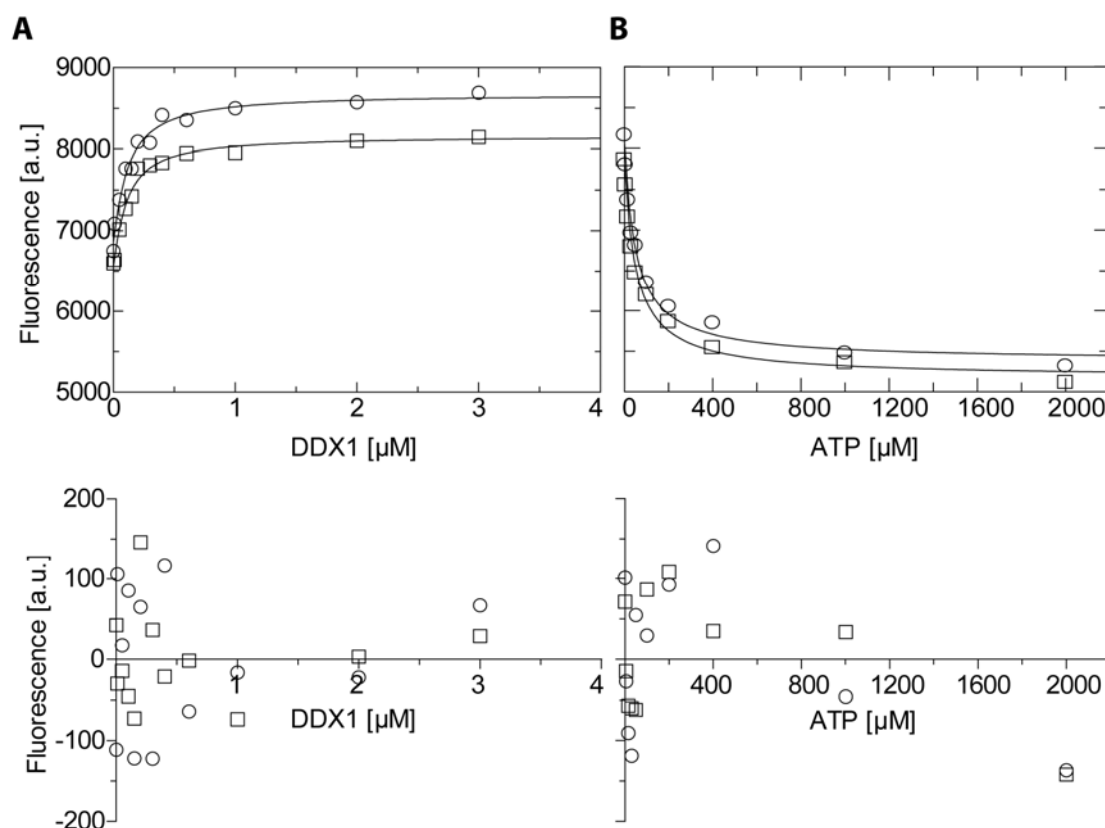 A
B
9000
8000
7000
6000
5000
Fluorescence [a.u.]
0 1 2 3 4
DDX1 [µM]
0 400 800 1200 1600 2000
ATP [µM]
200
100
0
-100
-200
Fluorescence [a.u.]
1 2 3 4
DDX1 [µM]
400 800 1200 1600 2000
ATP [µM]